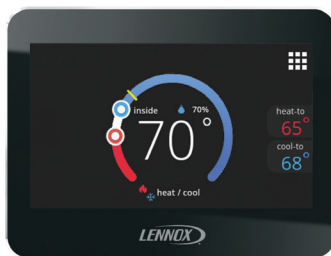 inside 70%
70°
heat-to
65°
cool-to
68°
heat / cool
LENNOX